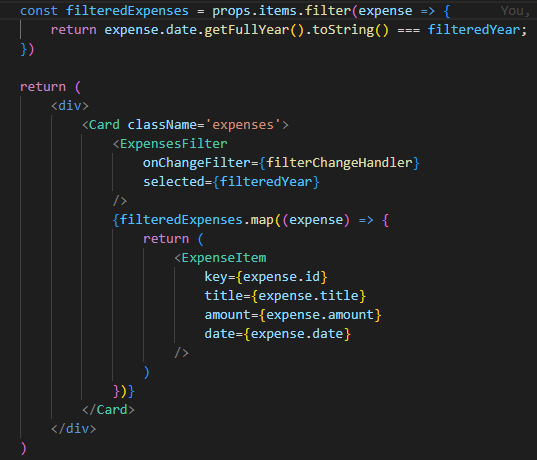 const filteredExpenses = props.items.filter(expense => { You,
return expense.date.getFullYear().toString() === filteredYear;
})
return (
<div>
<Card className='expenses'>
<ExpensesFilter
onChangeFilter={filterChangeHandler}
selected={filteredYear}
/>
{filteredExpenses.map((expense) => {
return (
<ExpenseItem
key={expense.id}
title={expense.title}
amount={expense.amount}
date={expense.date}
/>
)
})}
</Card>
</div>
)